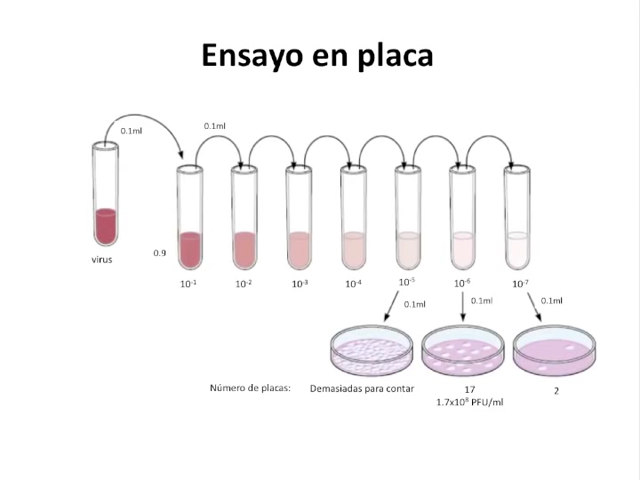 Ensayo en placa
0.1ml
0.1ml
virus
0.9
10⁻¹ 10⁻² 10⁻³ 10⁻⁴ 10⁻⁵ 10⁻⁶ 10⁻⁷
0.1ml 0.1ml 0.1ml
Número de placas: Demasiadas para contar 17 2
1.7x10⁸ PFU/ml